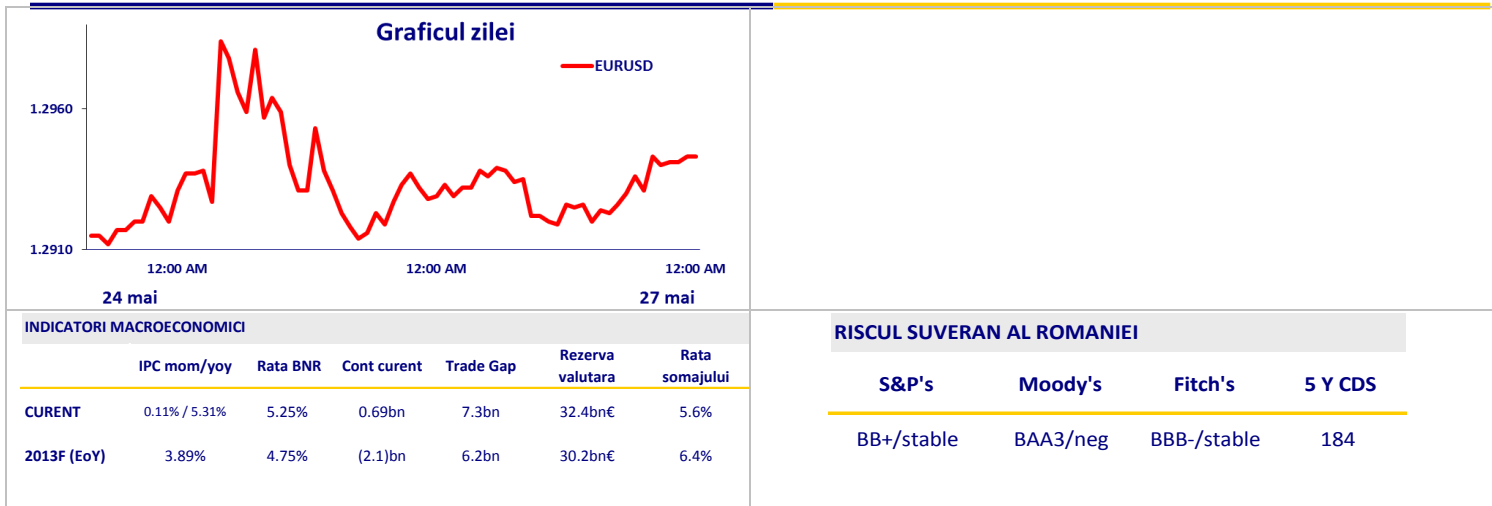 Graficul zilei
EURUSD
1.2960
1.2910
12:00 AM 12:00 AM 12:00 AM
24 mai 27 mai
INDICATORI MACROECONOMICI
IPC mom/yoy Rata BNR Cont curent Trade Gap Rezerva valutara Rata somajului
CURENT 0.11% / 5.31% 5.25% 0.69bn 7.3bn 32.4bn€ 5.6%
2013F (EoY) 3.89% 4.75% (2.1)bn 6.2bn 30.2bn€ 6.4%
RISCUL SUVERAN AL ROMANIEI
S&P's Moody's Fitch's 5 Y CDS
BB+/stable BAA3/neg BBB-/stable 184